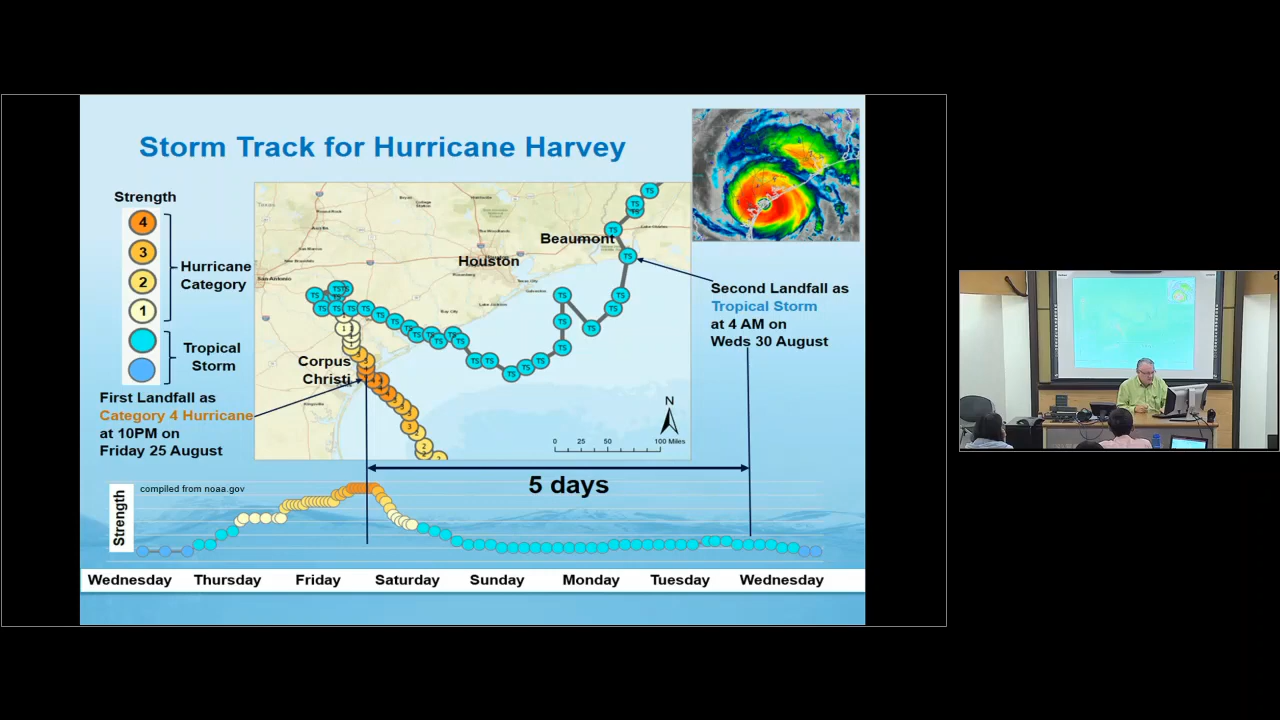 Storm Track for Hurricane Harvey
Strength
4
3
2
1
Hurricane
Category
Tropical
Storm
First Landfall as
Category 4 Hurricane
at 10PM on
Friday 25 August
Houston
Beaumont
San Antonio
Corpus
Christi
N
0 25 50 100 Miles
Second Landfall as
Tropical Storm
at 4 AM on
Weds 30 August
5 days
Strength
compiled from noaa.gov
Wednesday Thursday Friday Saturday Sunday Monday Tuesday Wednesday